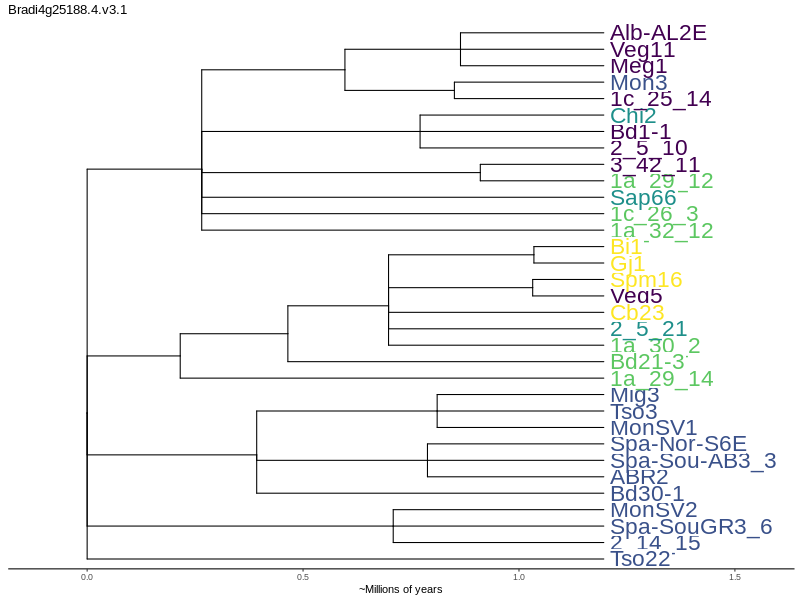 Bradi4g25188.4.v3.1
Alb-AL2E
Veg11
Meg1
Mon3
1c_25_14
Chi2
Bd1-1
2_5_10
3_42_11
1a_29_12
Sap66
1c_26_3
1a_32_12
Bi1
Gj1
Spm16
Veg5
Cb23
2_5_21
1a_30_2
Bd21-3
1a_29_14
Mig3
Tso3
MonSV1
Spa-Nor-S6E
Spa-Sou-AB3_3
ABR2
Bd30-1
MonSV2
Spa-SouGR3_6
2_14_15
Tso22
0.0 0.5 1.0 1.5
~Millions of years